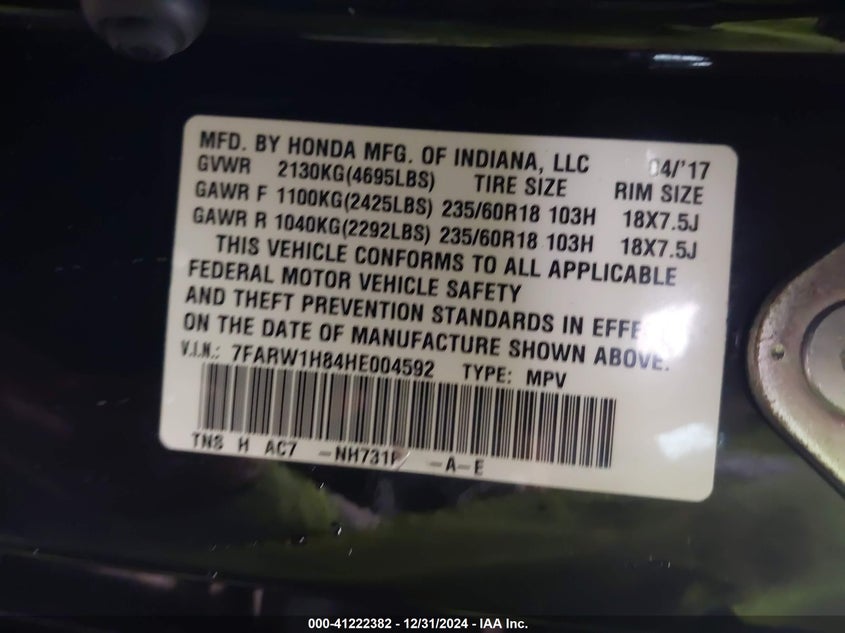 MFD. BY HONDA MFG. OF INDIANA, LLC 04/'17
GVWR 2130KG(4695LBS) TIRE SIZE RIM SIZE
GAWR F 1100KG(2425LBS) 235/60R18 103H 18X7.5J
GAWR R 1040KG(2292LBS) 235/60R18 103H 18X7.5J
THIS VEHICLE CONFORMS TO ALL APPLICABLE
FEDERAL MOTOR VEHICLE SAFETY
AND THEFT PREVENTION STANDARDS IN EFFECT
ON THE DATE OF MANUFACTURE SHOWN ABOVE.
V.I.N.: 7FARW1H84HE004592 TYPE: MPV
TNS H AC7 -NH731P -A-E
000-41222382 - 12/31/2024 - IAA Inc.